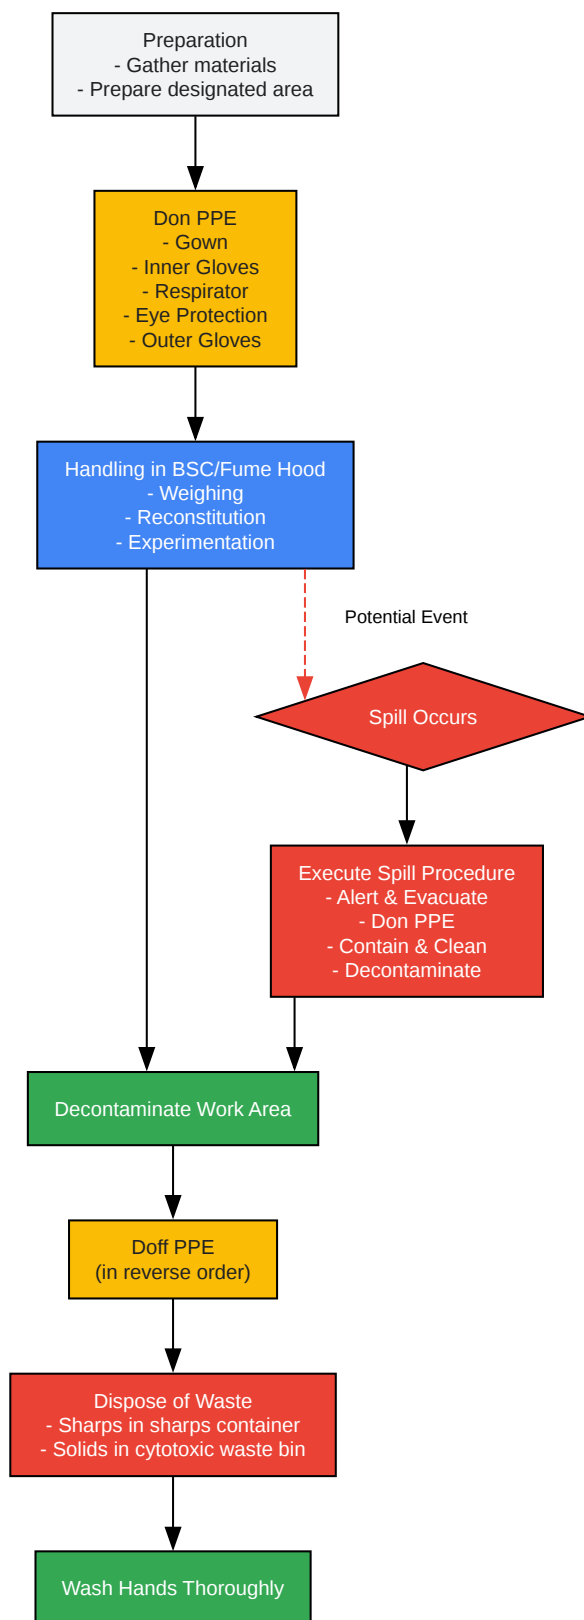 Preparation
- Gather materials
- Prepare designated area
Don PPE
- Gown
- Inner Gloves
- Respirator
- Eye Protection
- Outer Gloves
Handling in BSC/Fume Hood
- Weighing
- Reconstitution
- Experimentation
Potential Event
Spill Occurs
Execute Spill Procedure
- Alert & Evacuate
- Don PPE
- Contain & Clean
- Decontaminate
Decontaminate Work Area
Doff PPE
(in reverse order)
Dispose of Waste
- Sharps in sharps container
- Solids in cytotoxic waste bin
Wash Hands Thoroughly